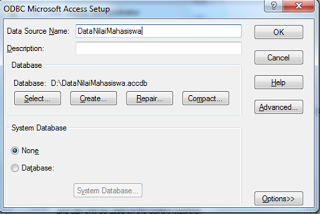 ODBC Microsoft Access Setup
Data Source Name: DataNilaiMahasiswa OK
Description: Cancel
Database
Database: D:\DataNilaiMahasiswa.accdb Help
Select... Create... Repair... Compact... Advanced...
System Database
None
Database:
System Database...
Options>>